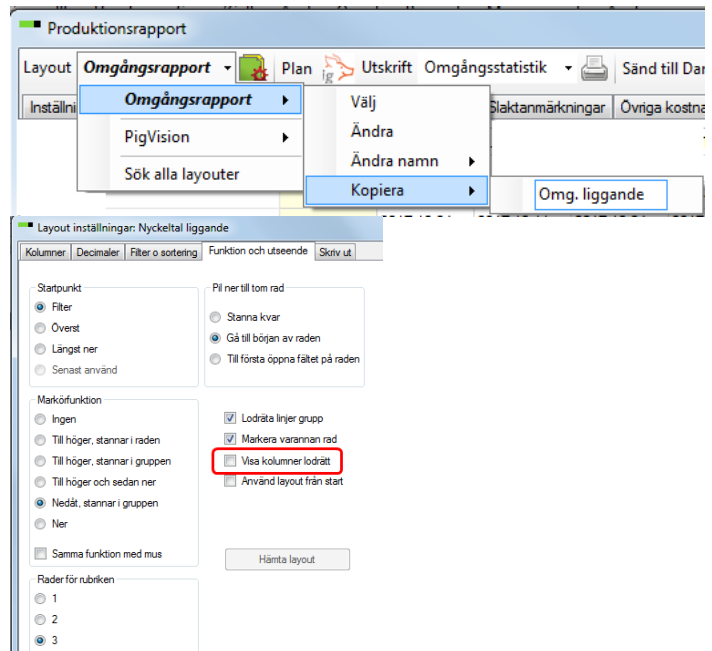 Produktionsrapport
Layout Omgångsrapport Plan ig Utskrift Omgångsstatistik Sänd till Dar
Inställni Slaktanmärkningar Övriga kostna
Omgångsrapport
PigVision
Sök alla layouter
Välj
Ändra
Ändra namn
Kopiera
Omg. liggande
Layout inställningar: Nyckeltal liggande
Kolumner Decimaler Filter o sortering Funktion och utseende Skriv ut
Startpunkt
Filter
Överst
Längst ner
Senast använd
Pil ner till tom rad
Stanna kvar
Gå till början av raden
Till första öppna fältet på raden
Markörfunktion
Ingen
Till höger, stannar i raden
Till höger, stannar i gruppen
Till höger och sedan ner
Nedåt, stannar i gruppen
Ner
Samma funktion med mus
Lodräta linjer grupp
Markera varannan rad
Visa kolumner lodrätt
Använd layout från start
Hämta layout
Rader för rubriken
1
2
3